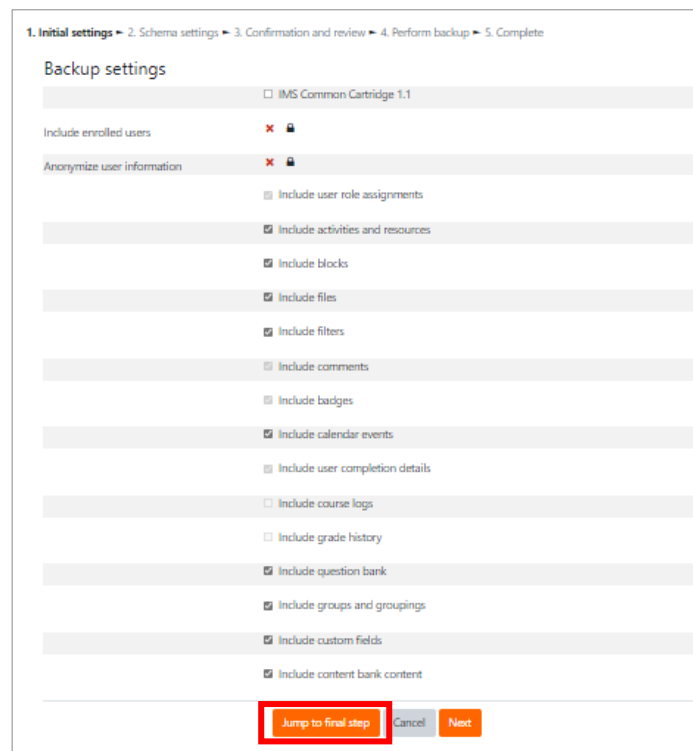 1. Initial settings ► 2. Schema settings ► 3. Confirmation and review ► 4. Perform backup ► 5. Complete
Backup settings
IMS Common Cartridge 1.1
Include enrolled users
Anonymize user information
Include user role assignments
Include activities and resources
Include blocks
Include files
Include filters
Include comments
Include badges
Include calendar events
Include user completion details
Include course logs
Include grade history
Include question bank
Include groups and groupings
Include custom fields
Include content bank content
Jump to final step Cancel Next